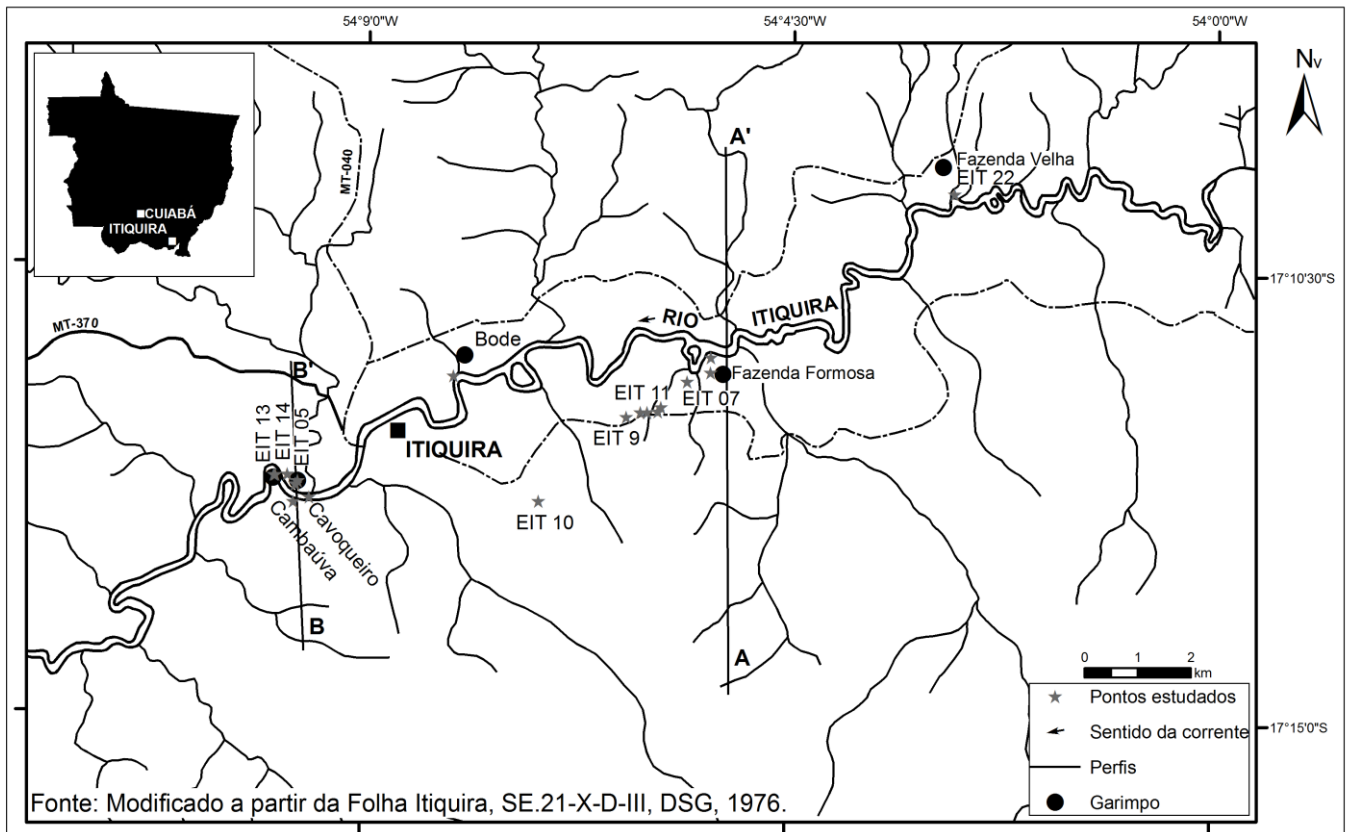 54°9'0"W
54°4'30"W
54°0'0"W
Nv
CUIABÁ
ITIQUIRA
MT-040
A'
Fazenda Velha
EIT 22
17°10'30"S
MT-370
RIO ITIQUIRA
Bode
B'
Fazenda Formosa
EIT 11
EIT 07
EIT 9
EIT 13
EIT 14
EIT 05
ITIQUIRA
EIT 10
Cambaúva
Cavoqueiro
B
A
0 1 2
km
Pontos estudados
Sentido da corrente
Perfis
Garimpo
17°15'0"S
Fonte: Modificado a partir da Folha Itiquira, SE.21-X-D-III, DSG, 1976.